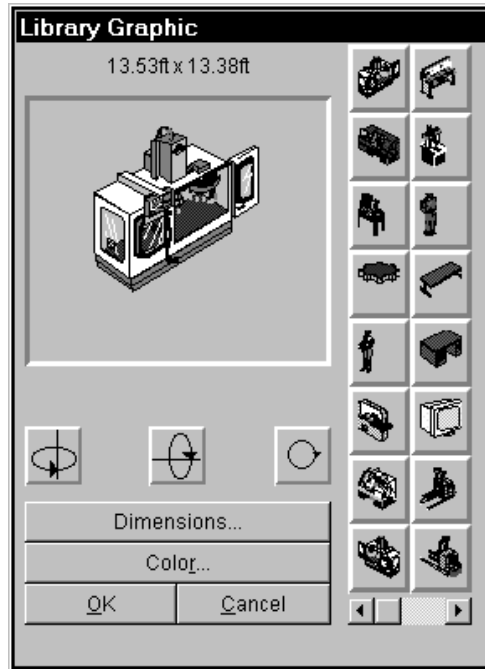 Library Graphic
13.53ft x 13.38ft
Dimensions...
Color...
OK
Cancel